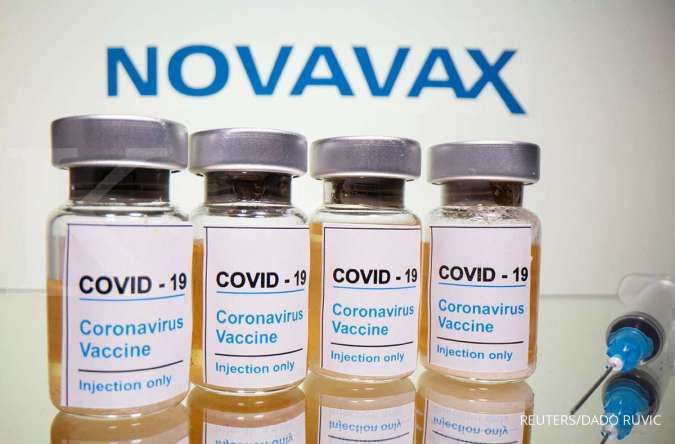 NOVAVAX
COVID - 19
Coronavirus
Vaccine
Injection only
COVID - 19
Coronavirus
Vaccine
Injection only
COVID - 19
Coronavirus
Vaccine
Injection only
COVID - 19
Coronavirus
Vaccine
Injection only
REUTERS/DADO RUVIC